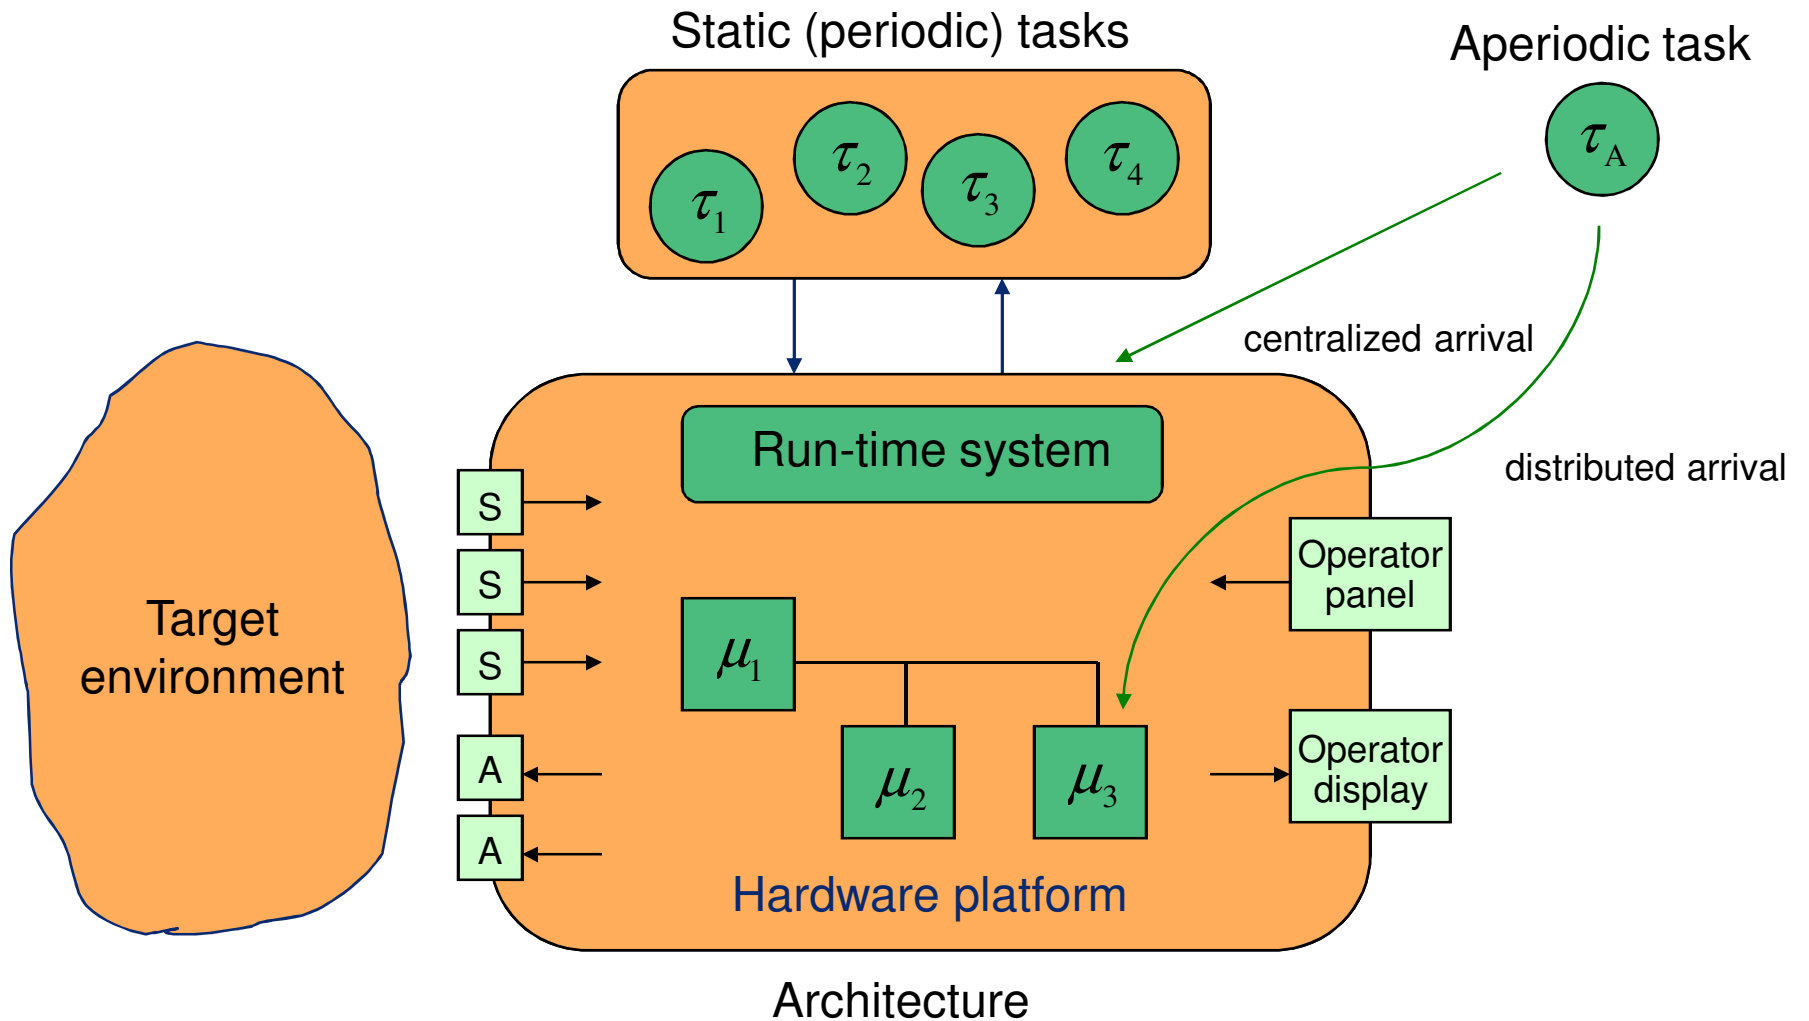 Static (periodic) tasks
Aperiodic task
τ1
τ2
τ3
τ4
τA
centralized arrival
distributed arrival
Run-time system
S
S
S
A
A
Target
environment
μ1
μ2
μ3
Operator
panel
Operator
display
Hardware platform
Architecture